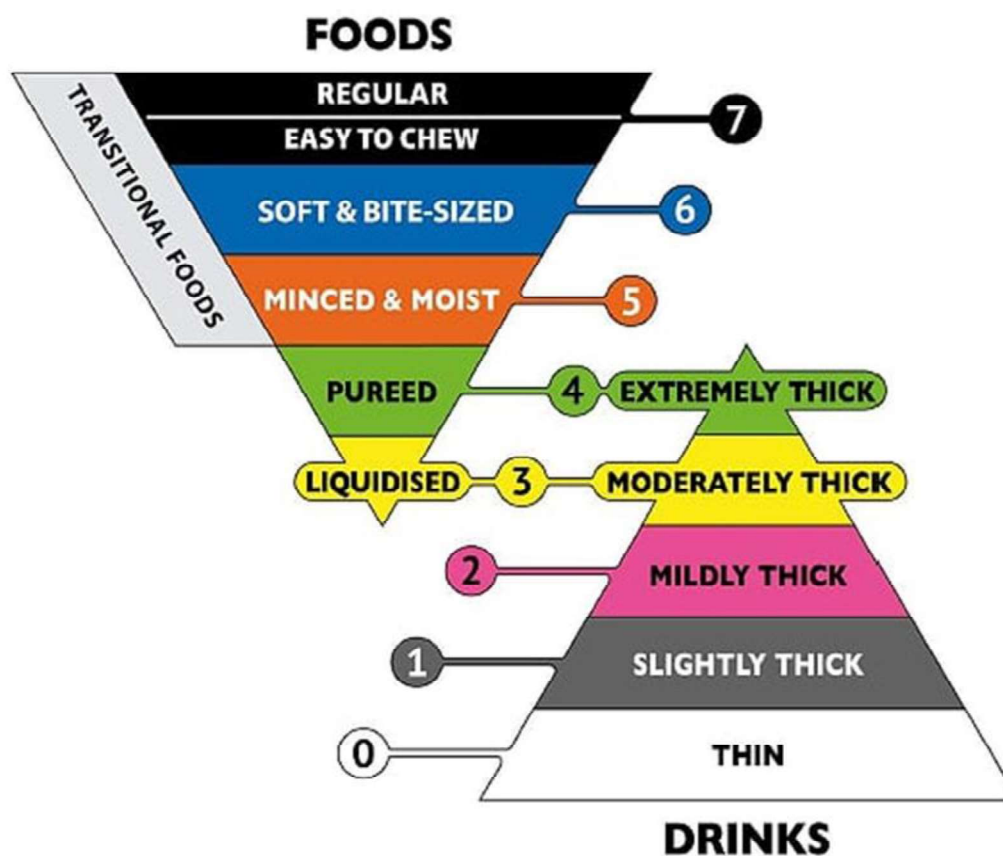 FOODS
TRANSITIONAL FOODS
REGULAR
EASY TO CHEW
7
SOFT & BITE-SIZED
6
MINCED & MOIST
5
PUREED
4
EXTREMELY THICK
LIQUIDISED
3
MODERATELY THICK
2
MILDLY THICK
1
SLIGHTLY THICK
0
THIN
DRINKS